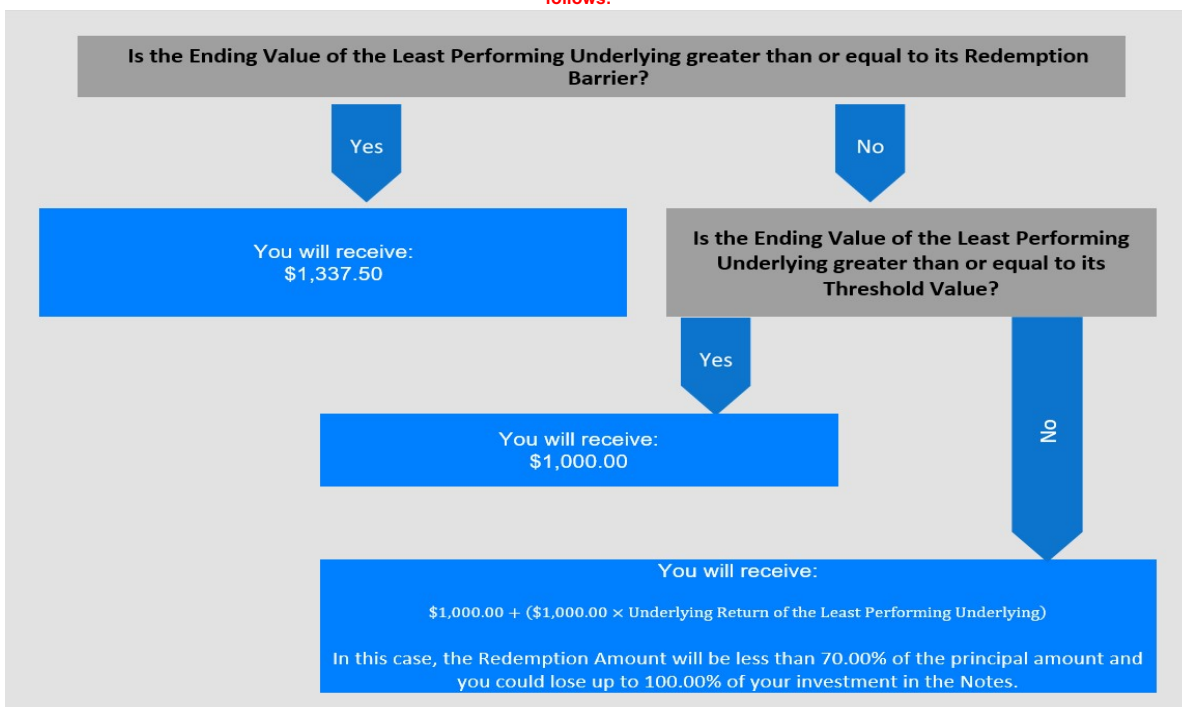 follows:
Is the Ending Value of the Least Performing Underlying greater than or equal to its Redemption
Barrier?
Yes
No
You will receive:
$1,337.50
Is the Ending Value of the Least Performing
Underlying greater than or equal to its
Threshold Value?
Yes
No
You will receive:
$1,000.00
You will receive:
$1,000.00 + ($1,000.00 × Underlying Return of the Least Performing Underlying)
In this case, the Redemption Amount will be less than 70.00% of the principal amount and
you could lose up to 100.00% of your investment in the Notes.